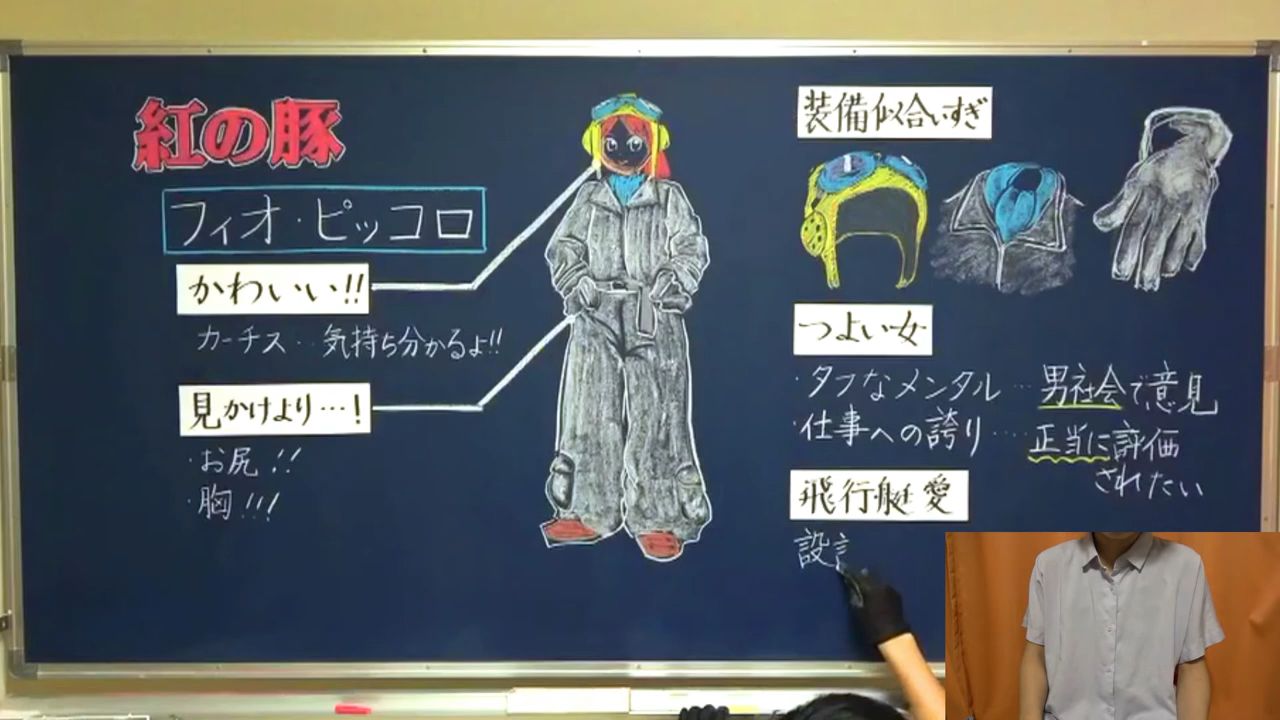 紅の豚
フィオ・ピッコロ
かわいい!!
カーチス…気持ち分かるよ!!
見かけより…!
・お尻!!
・胸!!!
装備似合いすぎ
つよい女
・タフなメンタル…男社会で意見
・仕事への誇り…正当に評価
されたい
飛行艇愛
設